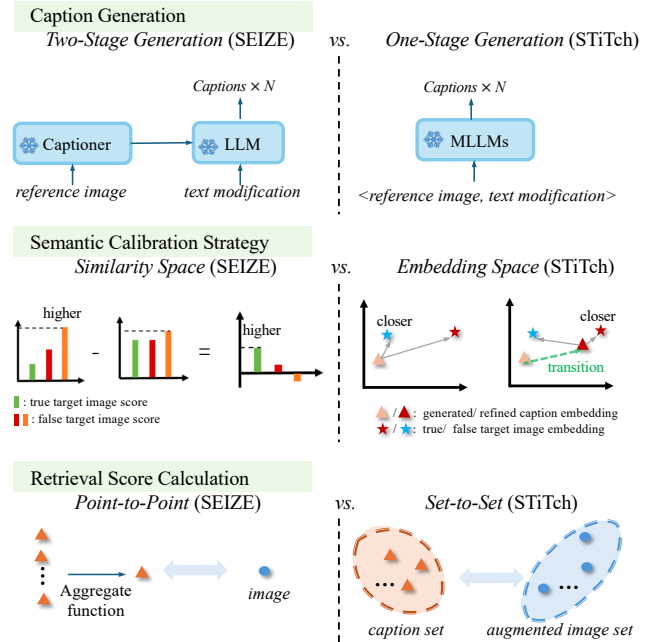 Caption Generation
Two-Stage Generation (SEIZE) vs. One-Stage Generation (STiTch)
Captions × N Captions × N
Captioner LLM MLLMs
reference image text modification <reference image, text modification>
Semantic Calibration Strategy
Similarity Space (SEIZE) vs. Embedding Space (STiTch)
higher higher closer closer
- =
transition
: true target image score
: false target image score
/ : generated/ refined caption embedding
/ : true/ false target image embedding
Retrieval Score Calculation
Point-to-Point (SEIZE) vs. Set-to-Set (STiTch)
Aggregate
function
image
caption set augmented image set